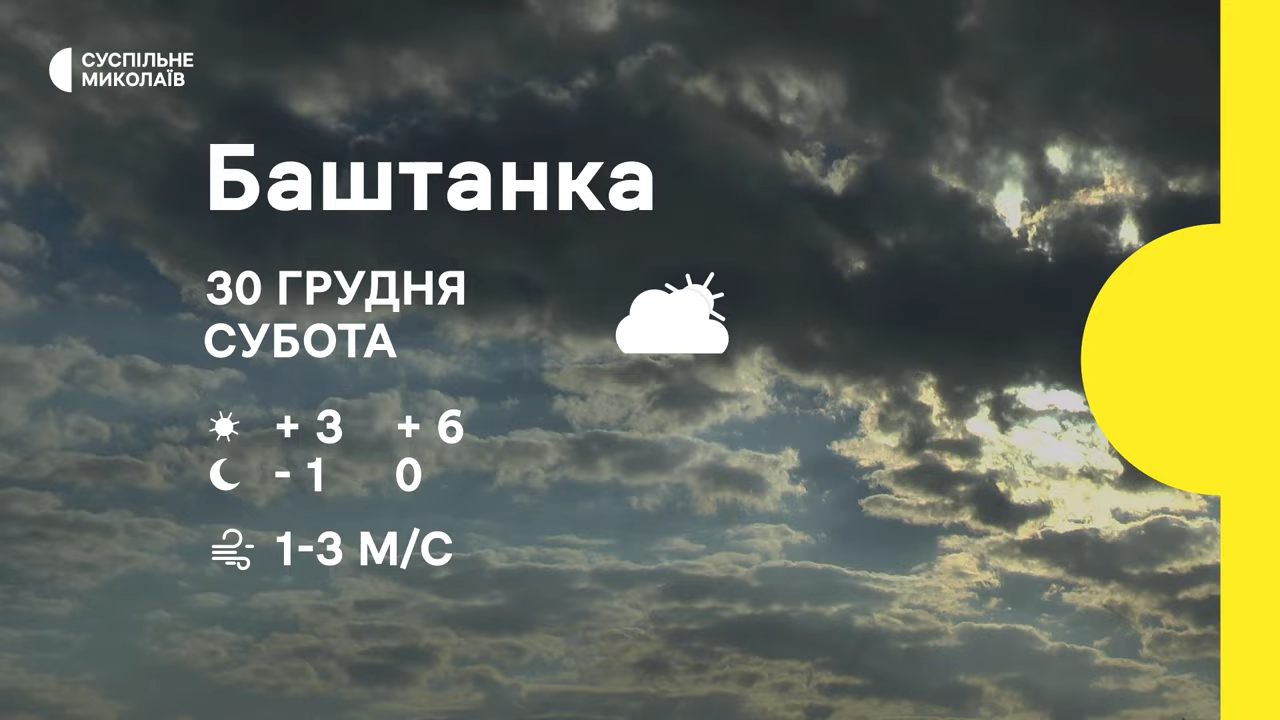 СУСПІЛЬНЕ
МИКОЛАЇВ
Баштанка
30 ГРУДНЯ
СУБОТА
+ 3 + 6
- 1 0
1-3 М/С